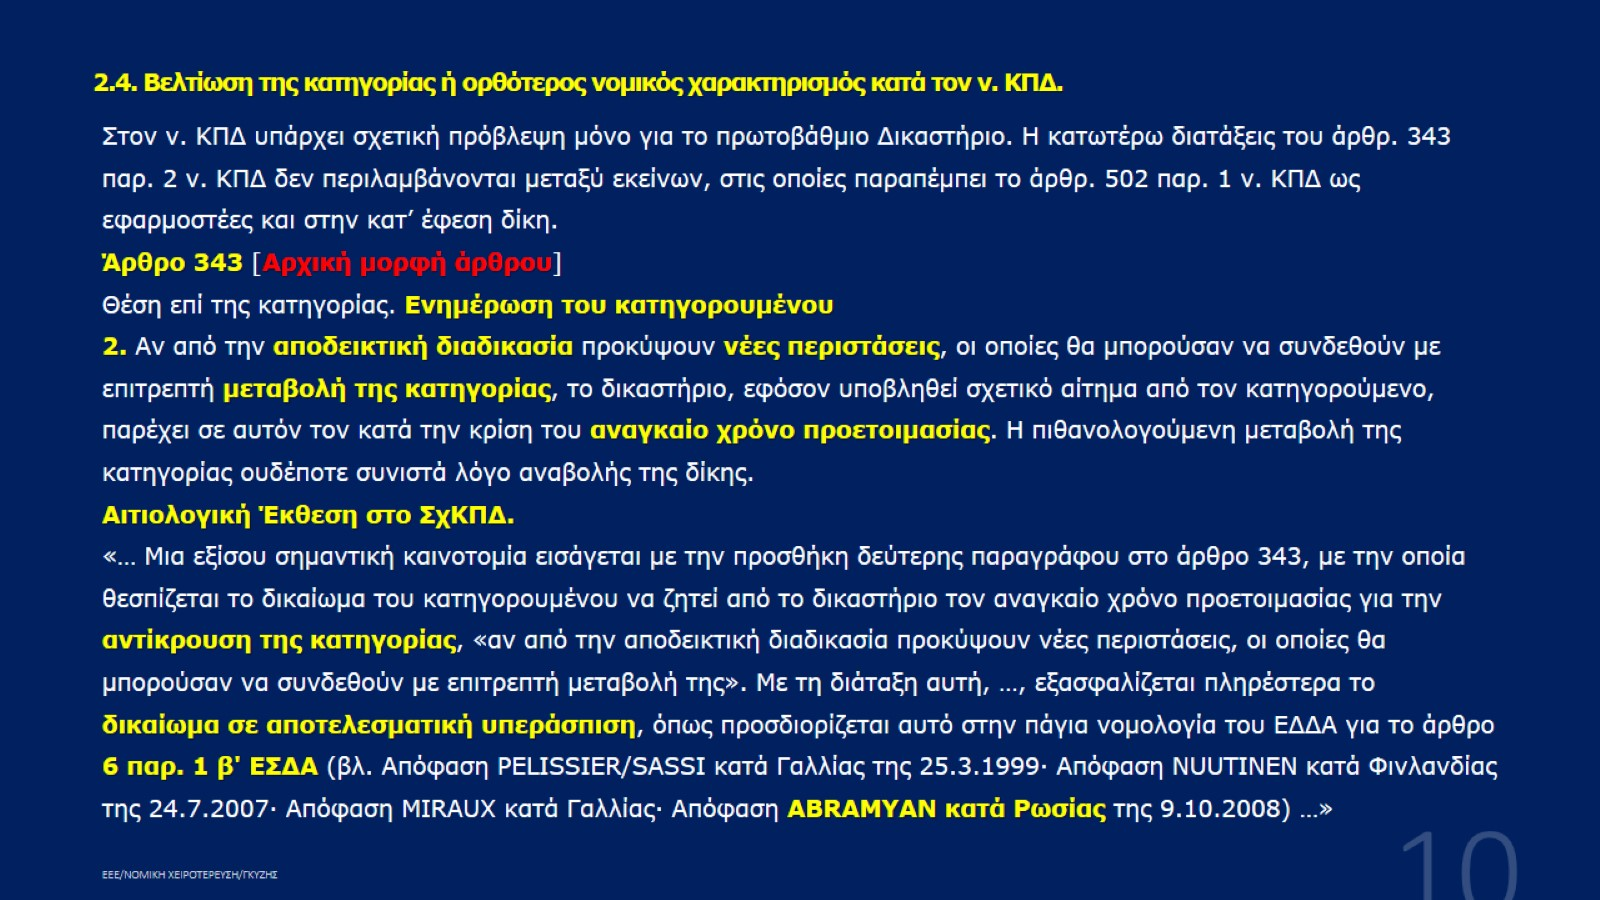 2.4. Βελτίωση της κατηγορίας ή ορθότερος νομικός χαρακτηρισμός κατά τον ν. ΚΠΔ.
Στον ν. ΚΠΔ υπάρχει σχετική πρόβλεψη μόνο για το πρωτοβάθμιο Δικαστήριο. Η κατωτέρω διατάξεις του άρθρ. 343
παρ. 2 ν. ΚΠΔ δεν περιλαμβάνονται μεταξύ εκείνων, στις οποίες παραπέμπει το άρθρ. 502 παρ. 1 ν. ΚΠΔ ως
εφαρμοστέες και στην κατ’ έφεση δίκη.
Άρθρο 343 [Αρχική μορφή άρθρου]
Θέση επί της κατηγορίας. Ενημέρωση του κατηγορουμένου
2. Αν από την αποδεικτική διαδικασία προκύψουν νέες περιστάσεις, οι οποίες θα μπορούσαν να συνδεθούν με
επιτρεπτή μεταβολή της κατηγορίας, το δικαστήριο, εφόσον υποβληθεί σχετικό αίτημα από τον κατηγορούμενο,
παρέχει σε αυτόν τον κατά την κρίση του αναγκαίο χρόνο προετοιμασίας. Η πιθανολογούμενη μεταβολή της
κατηγορίας ουδέποτε συνιστά λόγο αναβολής της δίκης.
Αιτιολογική Έκθεση στο ΣχΚΠΔ.
«… Μια εξίσου σημαντική καινοτομία εισάγεται με την προσθήκη δεύτερης παραγράφου στο άρθρο 343, με την οποία
θεσπίζεται το δικαίωμα του κατηγορουμένου να ζητεί από το δικαστήριο τον αναγκαίο χρόνο προετοιμασίας για την
αντίκρουση της κατηγορίας, «αν από την αποδεικτική διαδικασία προκύψουν νέες περιστάσεις, οι οποίες θα
μπορούσαν να συνδεθούν με επιτρεπτή μεταβολή της». Με τη διάταξη αυτή, …, εξασφαλίζεται πληρέστερα το
δικαίωμα σε αποτελεσματική υπεράσπιση, όπως προσδιορίζεται αυτό στην πάγια νομολογία του ΕΔΔΑ για το άρθρο
6 παρ. 1 β' ΕΣΔΑ (βλ. Απόφαση PELISSIER/SASSI κατά Γαλλίας της 25.3.1999· Απόφαση NUUTINEN κατά Φινλανδίας
της 24.7.2007· Απόφαση MIRAUX κατά Γαλλίας· Απόφαση ABRAMYAN κατά Ρωσίας της 9.10.2008) …»
ΕΕΕ/ΝΟΜΙΚΗ ΧΕΙΡΟΤΕΡΕΥΣΗ/ΓΚΥΖΗΣ
10